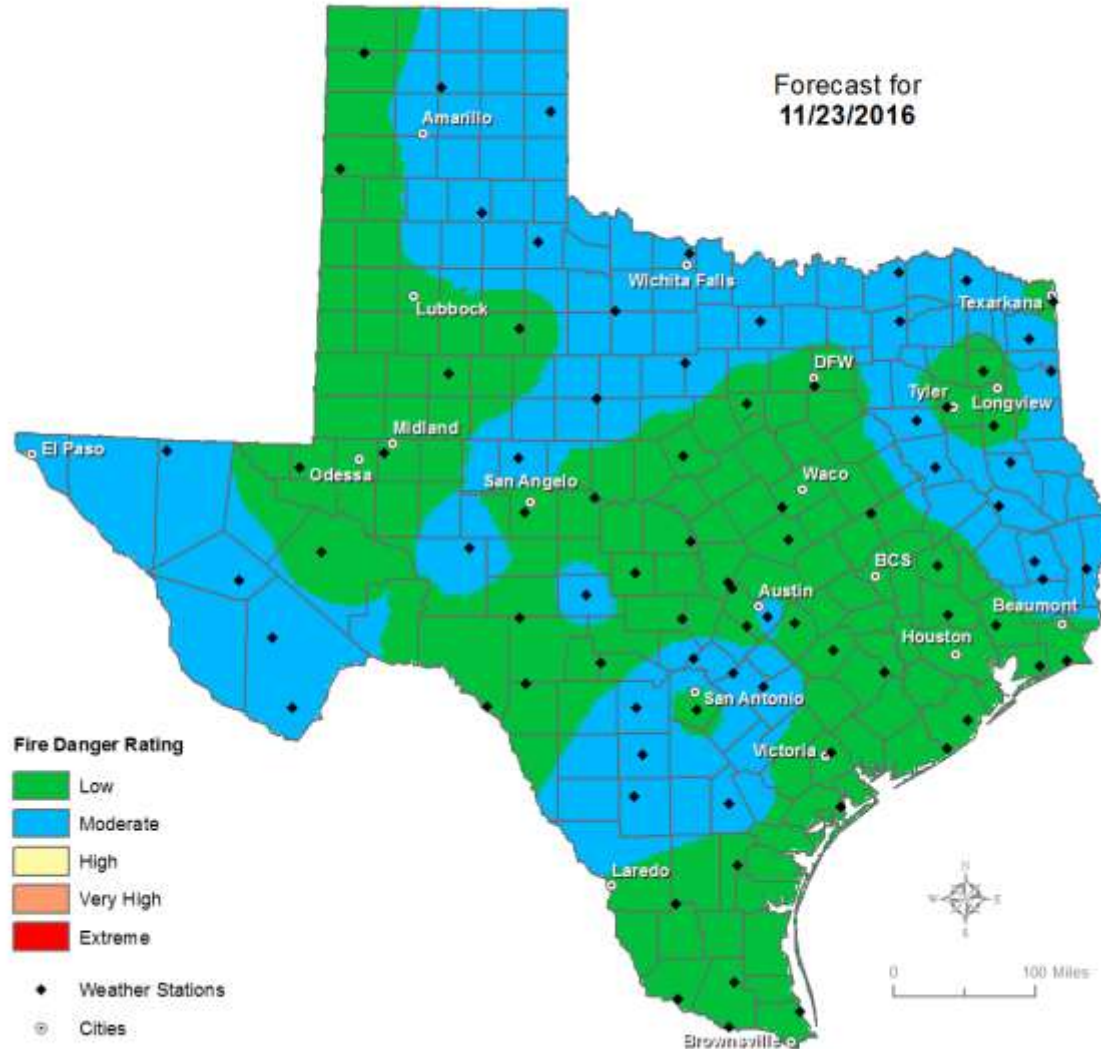 Forecast for
11/23/2016
Amarillo
Wichita Falls
Lubbock
Texarkana
DFW
Tyler
Longview
Midland
El Paso
Odessa
San Angelo
Waco
BCS
Austin
Beaumont
Houston
San Antonio
Victoria
Laredo
Brownsville
Fire Danger Rating
Low
Moderate
High
Very High
Extreme
Weather Stations
Cities
N
W E
S
0 100 Miles